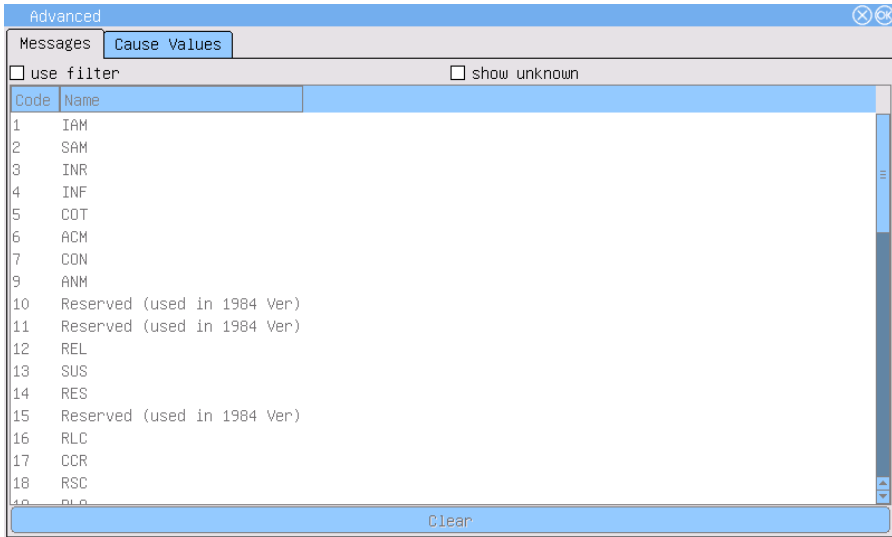 Advanced OK
Messages Cause Values
use filter show unknown
Code Name
1 IAM
2 SAM
3 INR
4 INF
5 COT
6 ACM
7 CON
9 ANM
10 Reserved (used in 1984 Ver)
11 Reserved (used in 1984 Ver)
12 REL
13 SUS
14 RES
15 Reserved (used in 1984 Ver)
16 RLC
17 CCR
18 RSC
Clear